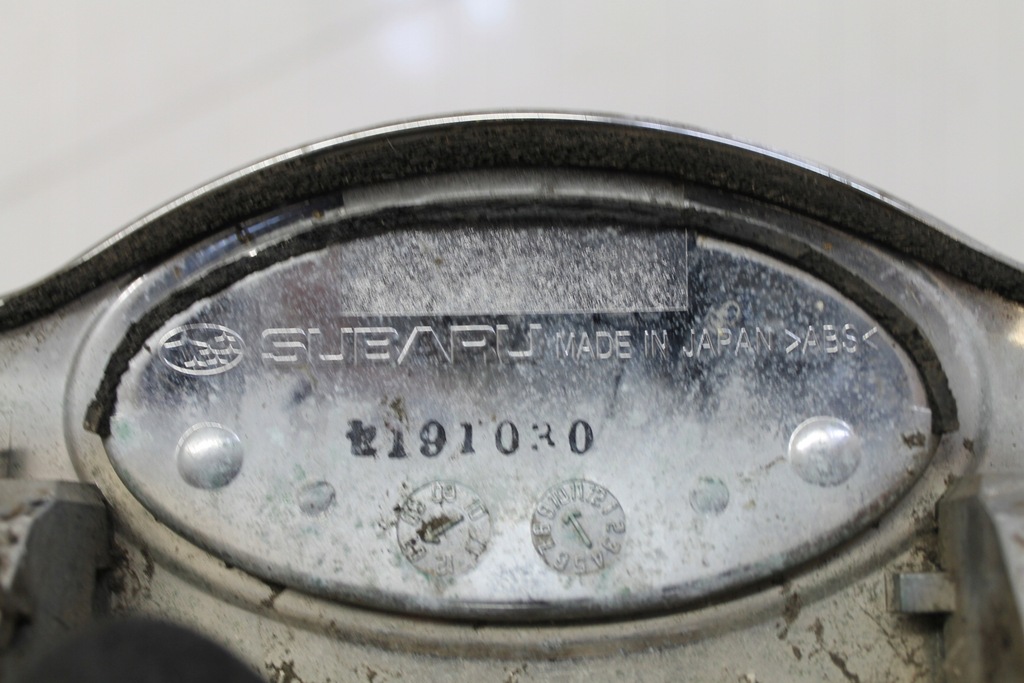 SUBARU MADE IN JAPAN >ABS<
191030